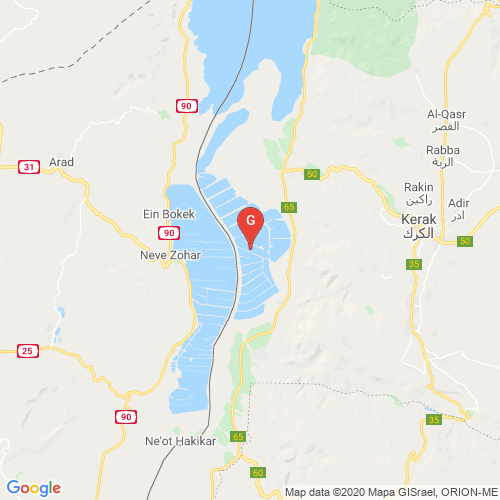 90
Al-Qasr
القصر
31
Arad
Rabba
الربة
50
Rakin
راكين
65
Adir
ادر
Ein Bokek
G
Kerak
الكرك
90
50
Neve Zohar
35
25
90
35
Ne'ot Hakikar
65
60
Google
Map data ©2020 Mapa GISrael, ORION-ME